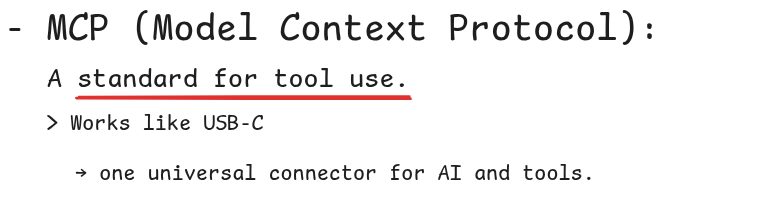 - MCP (Model Context Protocol):
A standard for tool use.
> Works like USB-C
→ one universal connector for AI and tools.